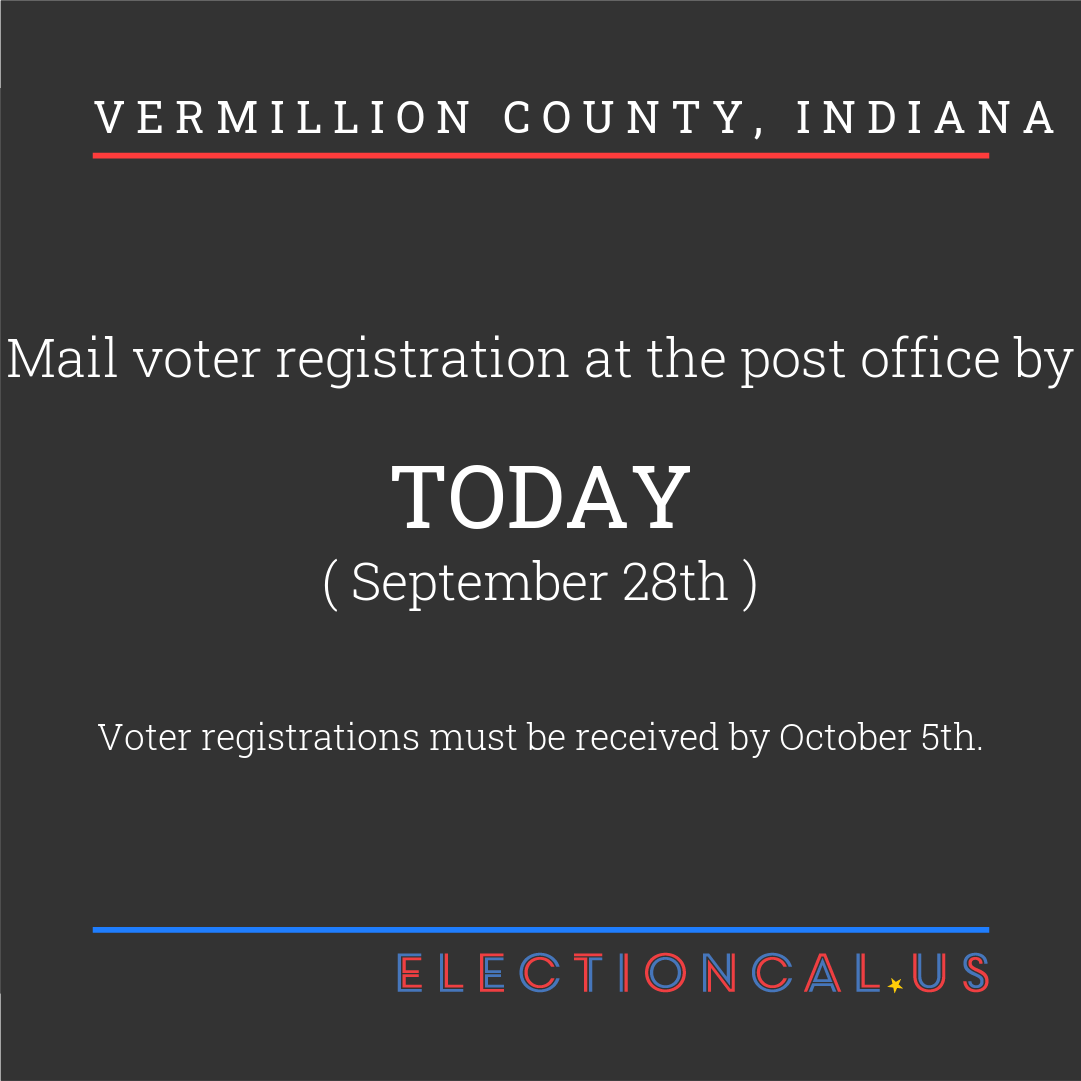 VERMILLION COUNTY, INDIANA
Mail voter registration at the post office by
TODAY
( September 28th )
Voter registrations must be received by October 5th.
ELECTIONCAL.US